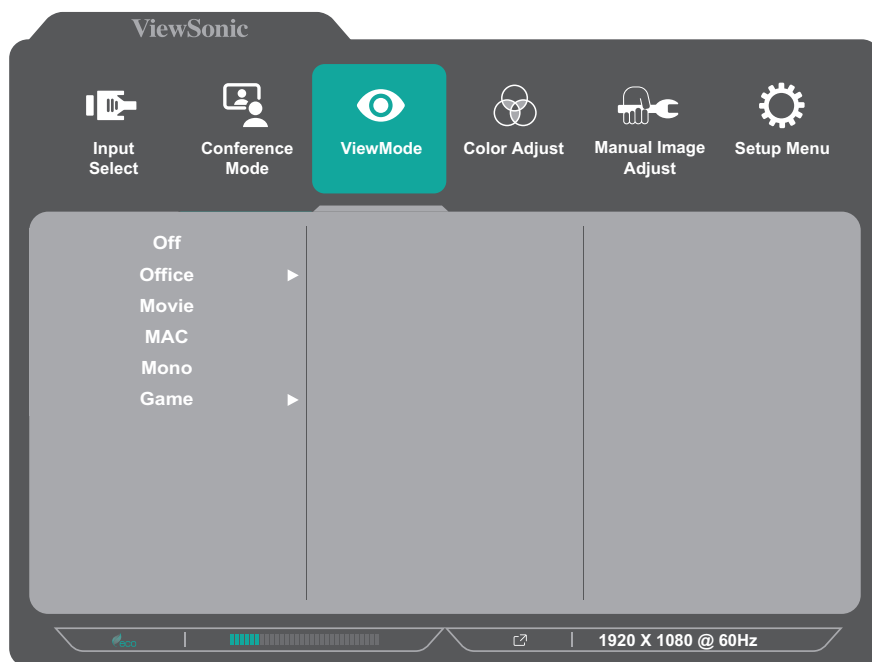 ViewSonic
Input
Select
Conference
Mode
ViewMode
Color Adjust
Manual Image
Adjust
Setup Menu
Off
Office
Movie
MAC
Mono
Game
eco
1920 X 1080 @ 60Hz